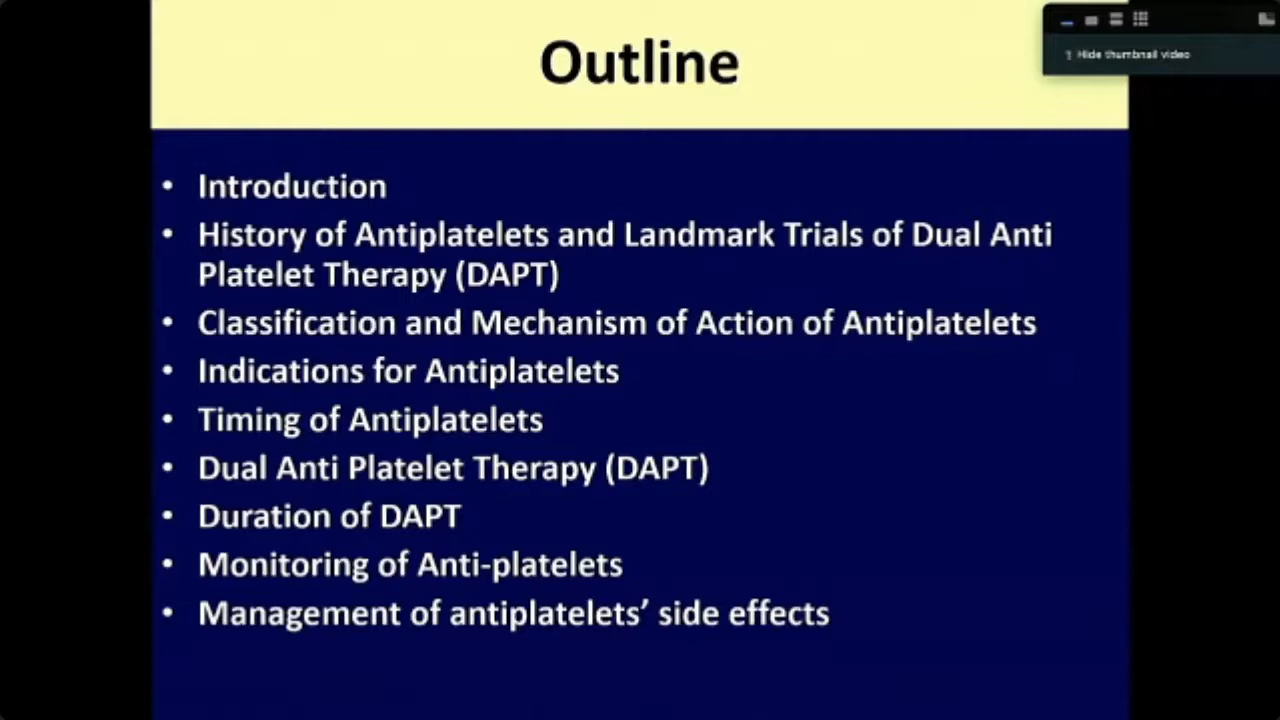 Outline
Hide thumbnail video
• Introduction
• History of Antiplatelets and Landmark Trials of Dual Anti
Platelet Therapy (DAPT)
• Classification and Mechanism of Action of Antiplatelets
• Indications for Antiplatelets
• Timing of Antiplatelets
• Dual Anti Platelet Therapy (DAPT)
• Duration of DAPT
• Monitoring of Anti-platelets
• Management of antiplatelets’ side effects